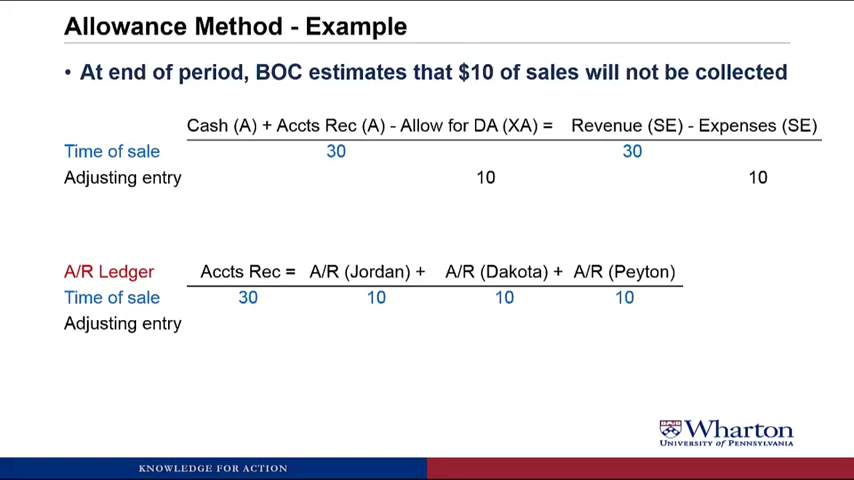 Allowance Method - Example
• At end of period, BOC estimates that $10 of sales will not be collected
Cash (A) + Accts Rec (A) - Allow for DA (XA) = Revenue (SE) - Expenses (SE)
Time of sale 30 30
Adjusting entry 10 10
A/R Ledger Accts Rec = A/R (Jordan) + A/R (Dakota) + A/R (Peyton)
Time of sale 30 10 10 10
Adjusting entry
Wharton
UNIVERSITY OF PENNSYLVANIA
KNOWLEDGE FOR ACTION